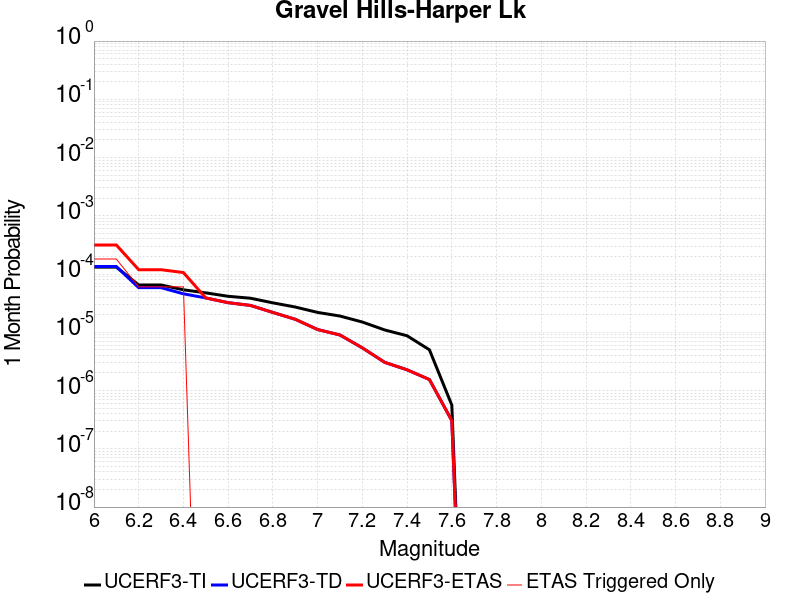 Gravel Hills-Harper Lk
10^0
10^-1
10^-2
10^-3
10^-4
10^-5
10^-6
10^-7
10^-8
1 Month Probability
6 6.2 6.4 6.6 6.8 7 7.2 7.4 7.6 7.8 8 8.2 8.4 8.6 8.8 9
Magnitude
UCERF3-TI UCERF3-TD UCERF3-ETAS ETAS Triggered Only